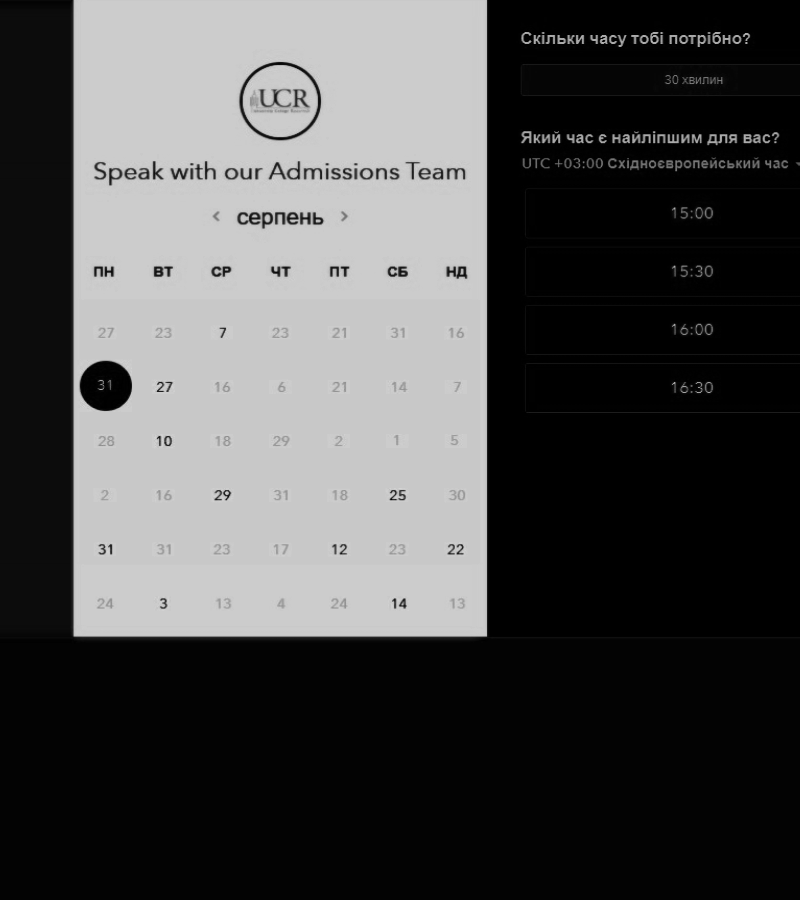 UCR
Speak with our Admissions Team
< серпень >
ПН ВТ СР ЧТ ПТ СБ НД
27 23 7 23 21 31 16
31 27 16 6 21 14 7
28 10 18 29 2 1 5
2 16 29 31 18 25 30
31 31 23 17 12 23 22
24 3 13 4 24 14 13
Скільки часу тобі потрібно?
30 хвилин
Який час є найліпшим для вас?
UTC +03:00 Східноєвропейський час
15:00
15:30
16:00
16:30